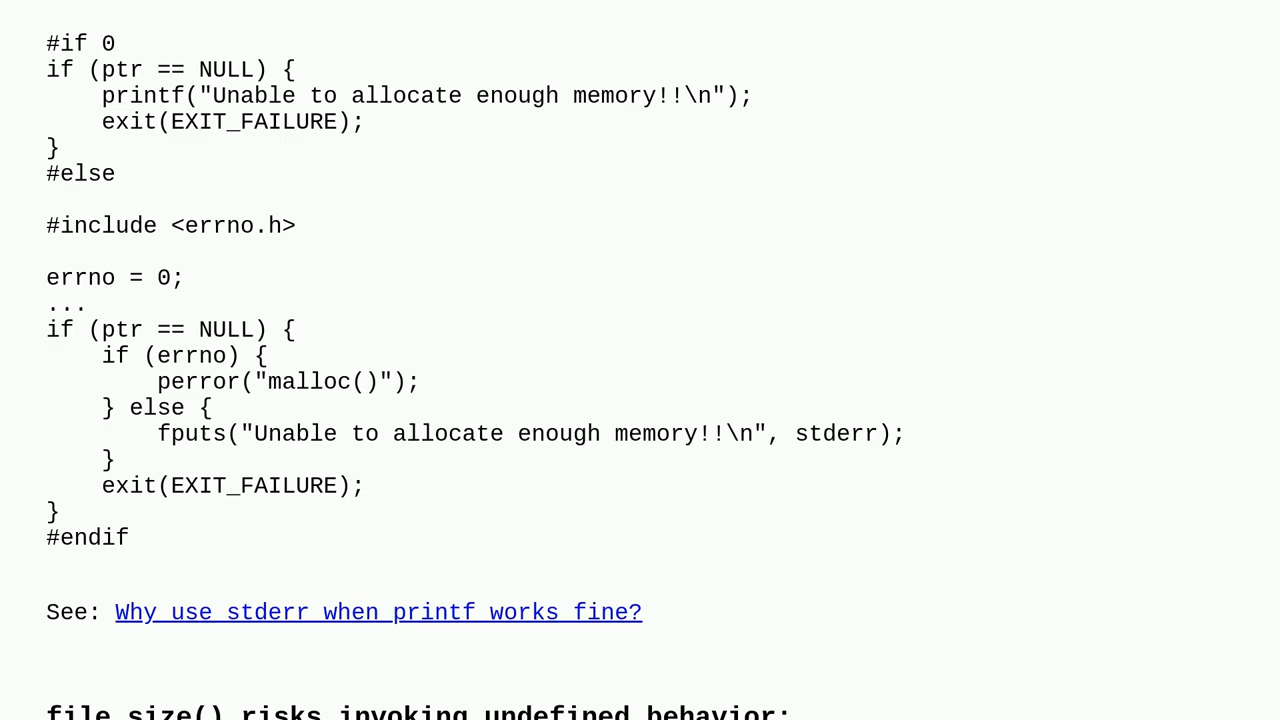 #if 0
if (ptr == NULL) {
    printf("Unable to allocate enough memory!!\n");
    exit(EXIT_FAILURE);
}
#else
#include <errno.h>
errno = 0;
...
if (ptr == NULL) {
    if (errno) {
        perror("malloc()");
    } else {
        fputs("Unable to allocate enough memory!!\n", stderr);
    }
    exit(EXIT_FAILURE);
}
#endif
See: Why use stderr when printf works fine?
file_size() risks invoking undefined behavior: